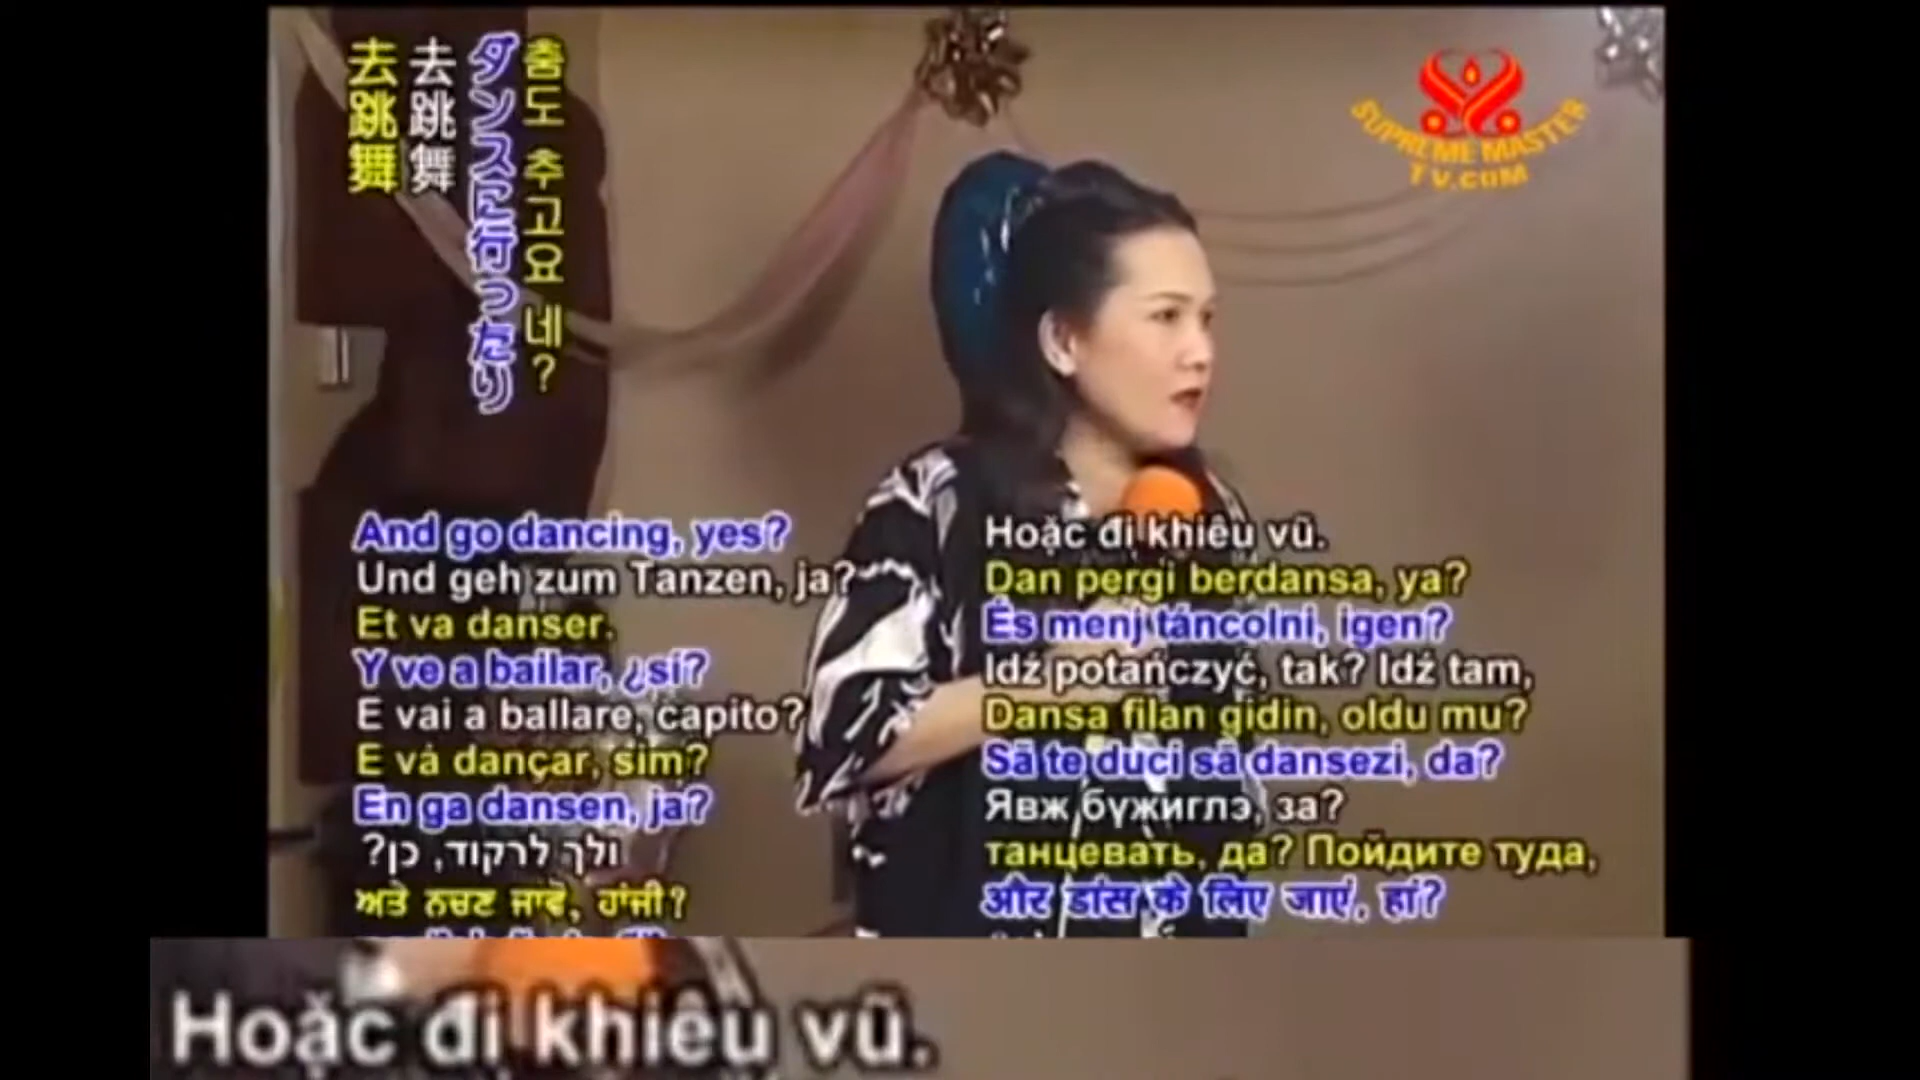 去跳舞
去跳舞
ダンスに行ったり
춤도 추고요 네?
SUPREME MASTER
TV.COM
And go dancing, yes?
Und geh zum Tanzen, ja?
Et va danser.
Y ve a bailar, ¿sí?
E vai a ballare, capito?
E vá dançar, sim?
En ga dansen, ja?
ולך לרקוד, כן?
ਅਤੇ ਨਚਣ ਜਾਵੋ, ਹਾਂਜੀ?
Hoặc đi khiêu vũ.
Dan pergi berdansa, ya?
És menj táncolni, igen?
Idź potańczyć, tak? Idź tam,
Dansa filan gidin, oldu mu?
Să te duci să dansezi, da?
Явж бүжиглэ, за?
танцевать, да? Пойдите туда,
और डांस के लिए जाएं, हां?
Hoặc đi khiêu vũ.